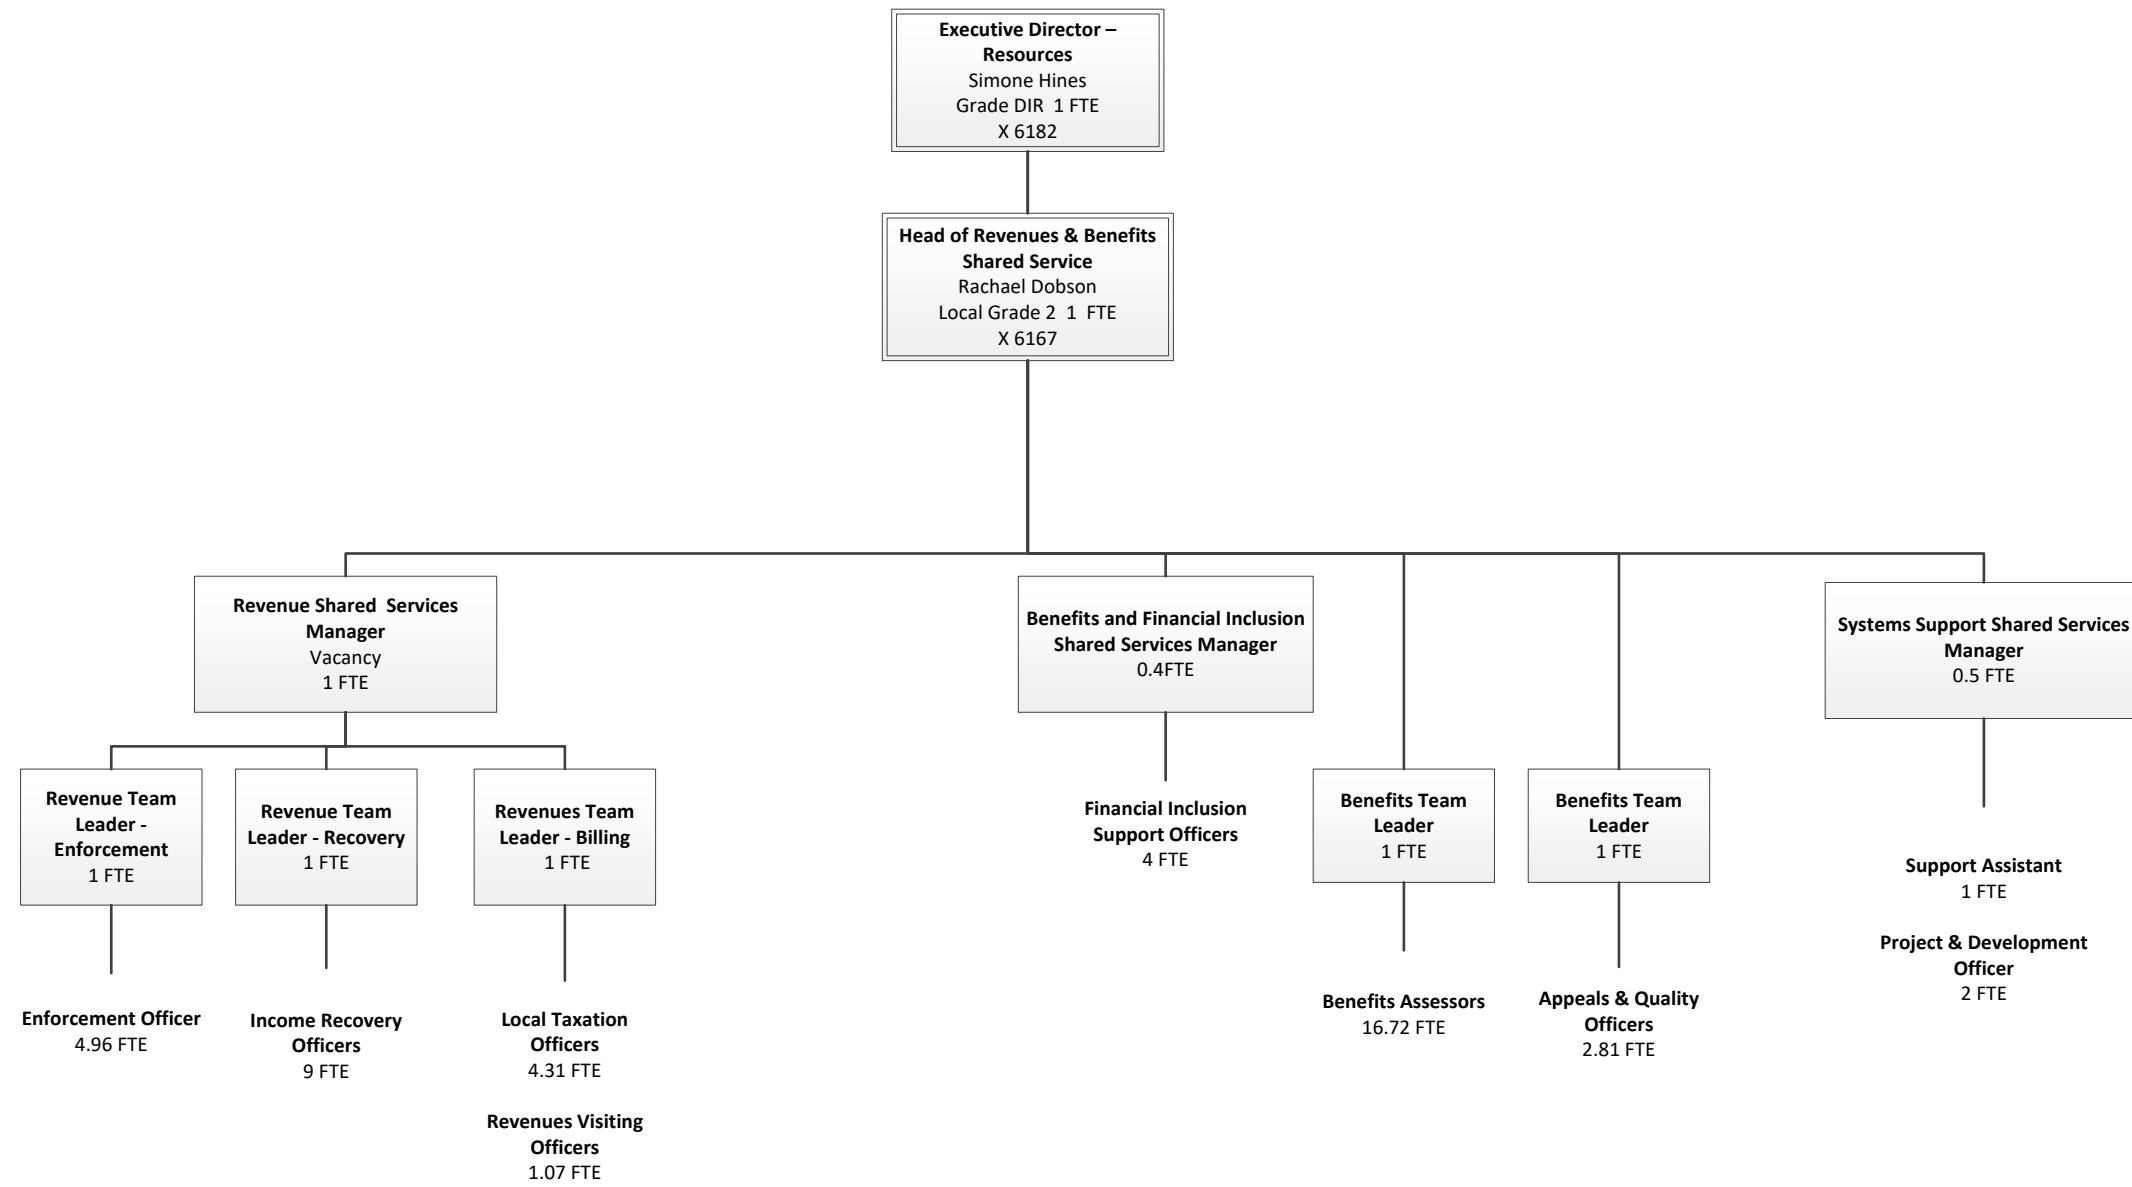 Executive Director –
Resources
Simone Hines
Grade DIR 1 FTE
X 6182
Head of Revenues & Benefits
Shared Service
Rachael Dobson
Local Grade 2 1 FTE
X 6167
Revenue Shared Services
Manager
Vacancy
1 FTE
Benefits and Financial Inclusion
Shared Services Manager
0.4FTE
Systems Support Shared Services
Manager
0.5 FTE
Revenue Team
Leader -
Enforcement
1 FTE
Revenue Team
Leader - Recovery
1 FTE
Revenues Team
Leader - Billing
1 FTE
Financial Inclusion
Support Officers
4 FTE
Benefits Team
Leader
1 FTE
Benefits Team
Leader
1 FTE
Support Assistant
1 FTE
Project & Development
Officer
2 FTE
Enforcement Officer
4.96 FTE
Income Recovery
Officers
9 FTE
Local Taxation
Officers
4.31 FTE
Revenues Visiting
Officers
1.07 FTE
Benefits Assessors
16.72 FTE
Appeals & Quality
Officers
2.81 FTE